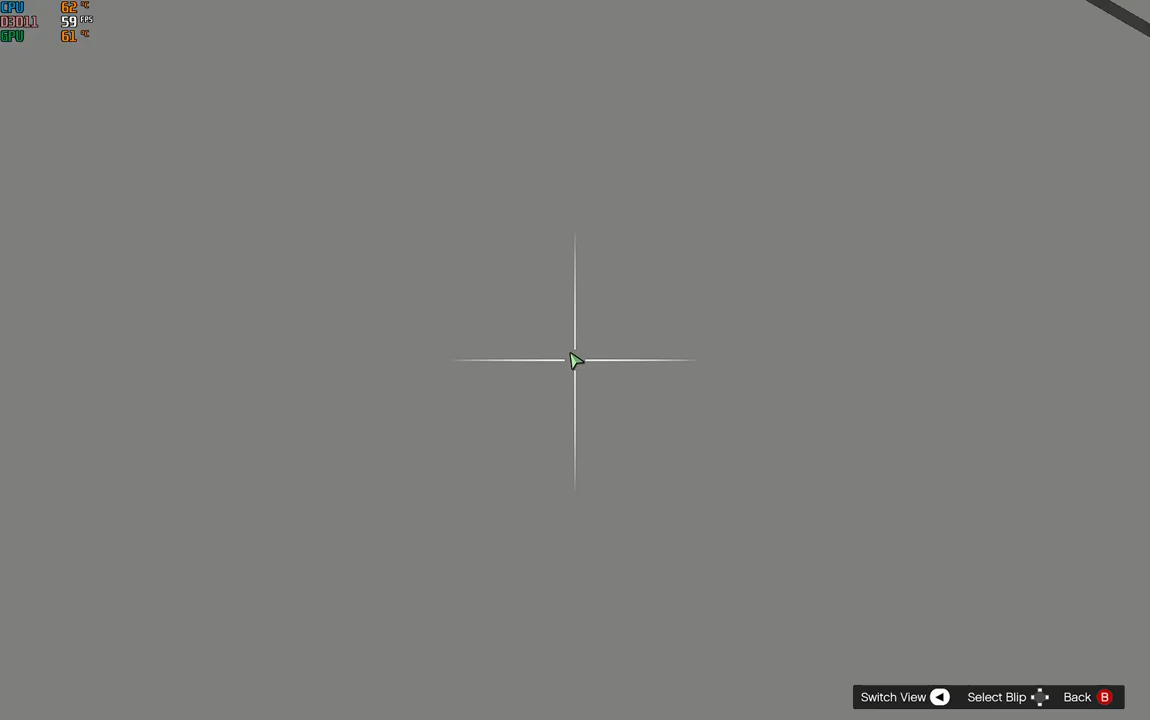 CPU 62 °C
D3D11 59 FPS
GPU 61 °C
Switch View Select Blip Back B